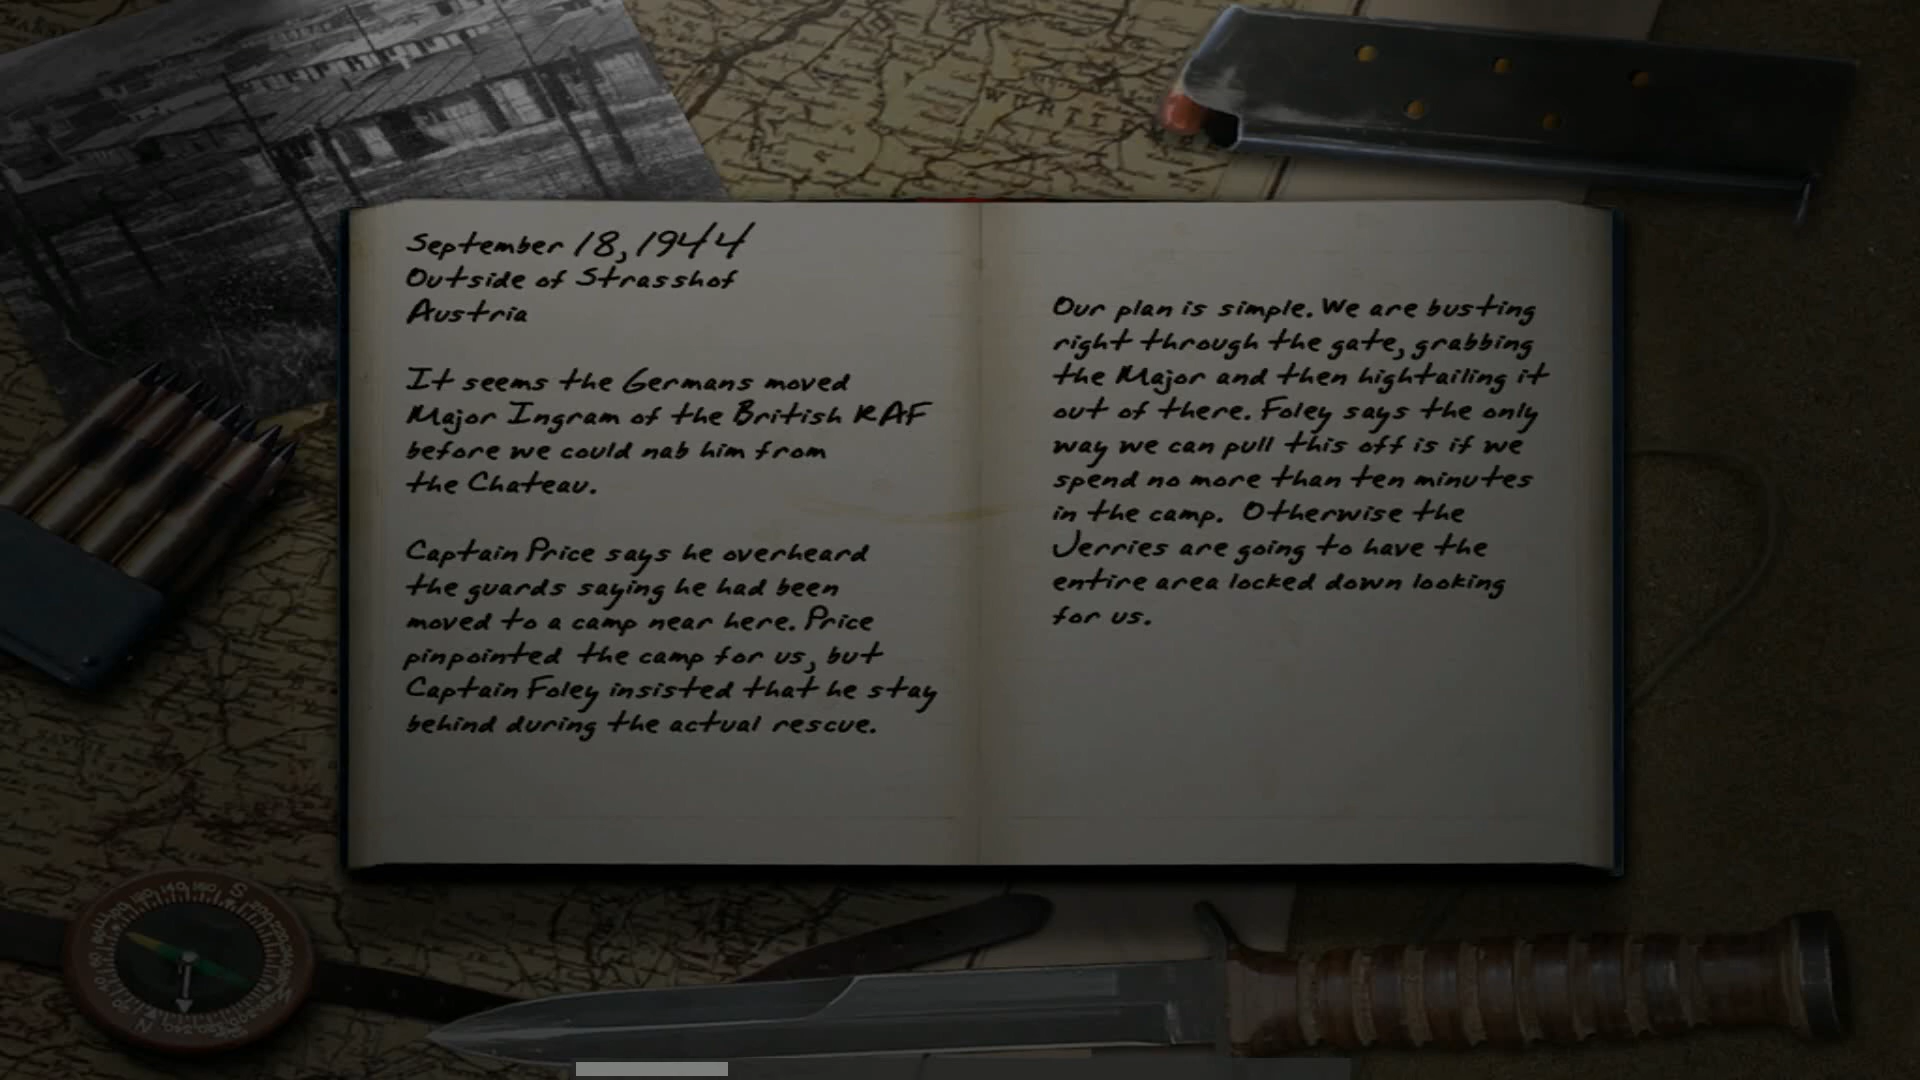 September 18, 1944
Outside of Strasshof
Austria
It seems the Germans moved
Major Ingram of the British RAF
before we could nab him from
the Chateau.
Captain Price says he overheard
the guards saying he had been
moved to a camp near here. Price
pinpointed the camp for us, but
Captain Foley insisted that he stay
behind during the actual rescue.
Our plan is simple. We are busting
right through the gate, grabbing
the Major and then hightailing it
out of there. Foley says the only
way we can pull this off is if we
spend no more than ten minutes
in the camp. Otherwise the
Jerries are going to have the
entire area locked down looking
for us.